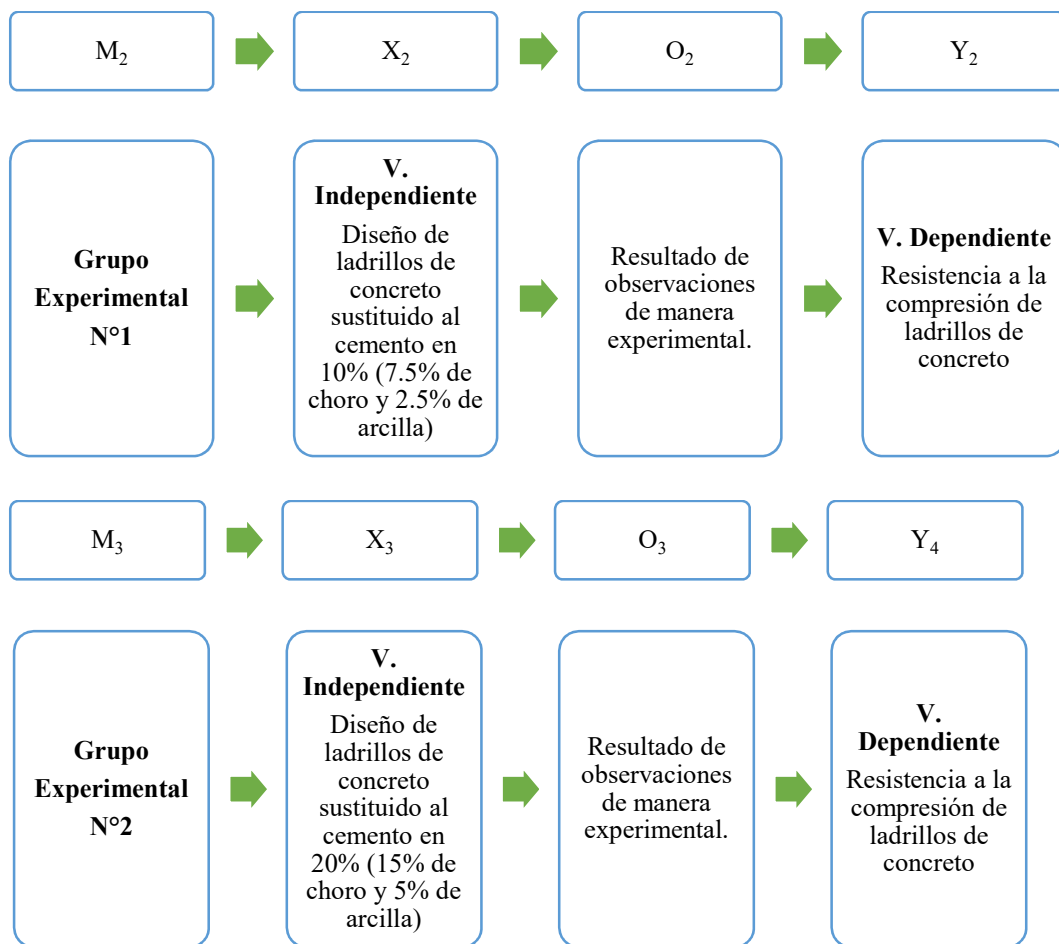 M₂
X₂
O₂
Y₂
Grupo
Experimental
N°1
V.
Independiente
Diseño de
ladrillos de
concreto
sustituido al
cemento en
10% (7.5% de
choro y 2.5% de
arcilla)
Resultado de
observaciones
de manera
experimental.
V. Dependiente
Resistencia a la
compresión de
ladrillos de
concreto
M₃
X₃
O₃
Y₄
Grupo
Experimental
N°2
V.
Independiente
Diseño de
ladrillos de
concreto
sustituido al
cemento en
20% (15% de
choro y 5% de
arcilla)
Resultado de
observaciones
de manera
experimental.
V.
Dependiente
Resistencia a la
compresión de
ladrillos de
concreto